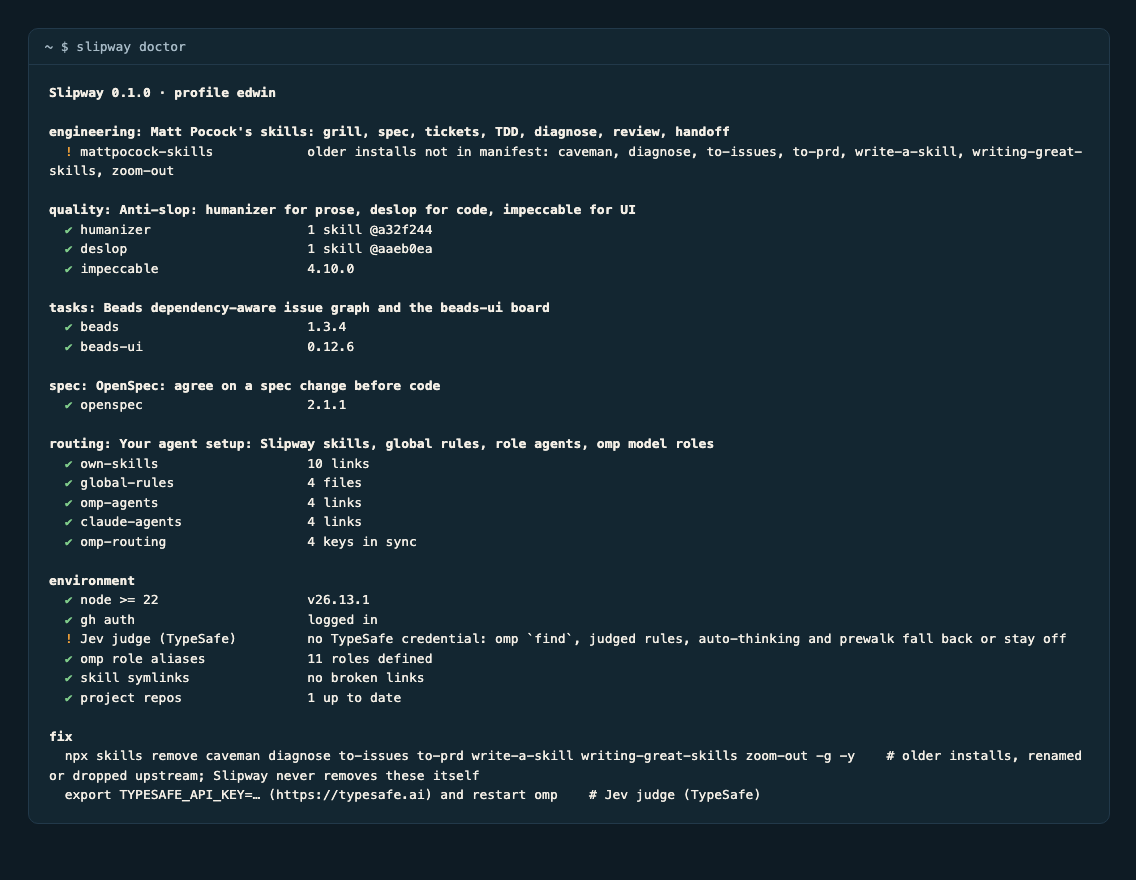 ~ $ slipway doctor
Slipway 0.1.0 · profile edwin
engineering: Matt Pocock's skills: grill, spec, tickets, TDD, diagnose, review, handoff
! mattpocock-skills older installs not in manifest: caveman, diagnose, to-issues, to-prd, write-a-skill, writing-great-
skills, zoom-out
quality: Anti-slop: humanizer for prose, deslop for code, impeccable for UI
✔ humanizer 1 skill @a32f244
✔ deslop 1 skill @aaeb0ea
✔ impeccable 4.10.0
tasks: Beads dependency-aware issue graph and the beads-ui board
✔ beads 1.3.4
✔ beads-ui 0.12.6
spec: OpenSpec: agree on a spec change before code
✔ openspec 2.1.1
routing: Your agent setup: Slipway skills, global rules, role agents, omp model roles
✔ own-skills 10 links
✔ global-rules 4 files
✔ omp-agents 4 links
✔ claude-agents 4 links
✔ omp-routing 4 keys in sync
environment
✔ node >= 22 v26.13.1
✔ gh auth logged in
! Jev judge (TypeSafe) no TypeSafe credential: omp `find`, judged rules, auto-thinking and prewalk fall back or stay off
✔ omp role aliases 11 roles defined
✔ skill symlinks no broken links
✔ project repos 1 up to date
fix
npx skills remove caveman diagnose to-issues to-prd write-a-skill writing-great-skills zoom-out -g -y # older installs, renamed
or dropped upstream; Slipway never removes these itself
export TYPESAFE_API_KEY=… (https://typesafe.ai) and restart omp # Jev judge (TypeSafe)